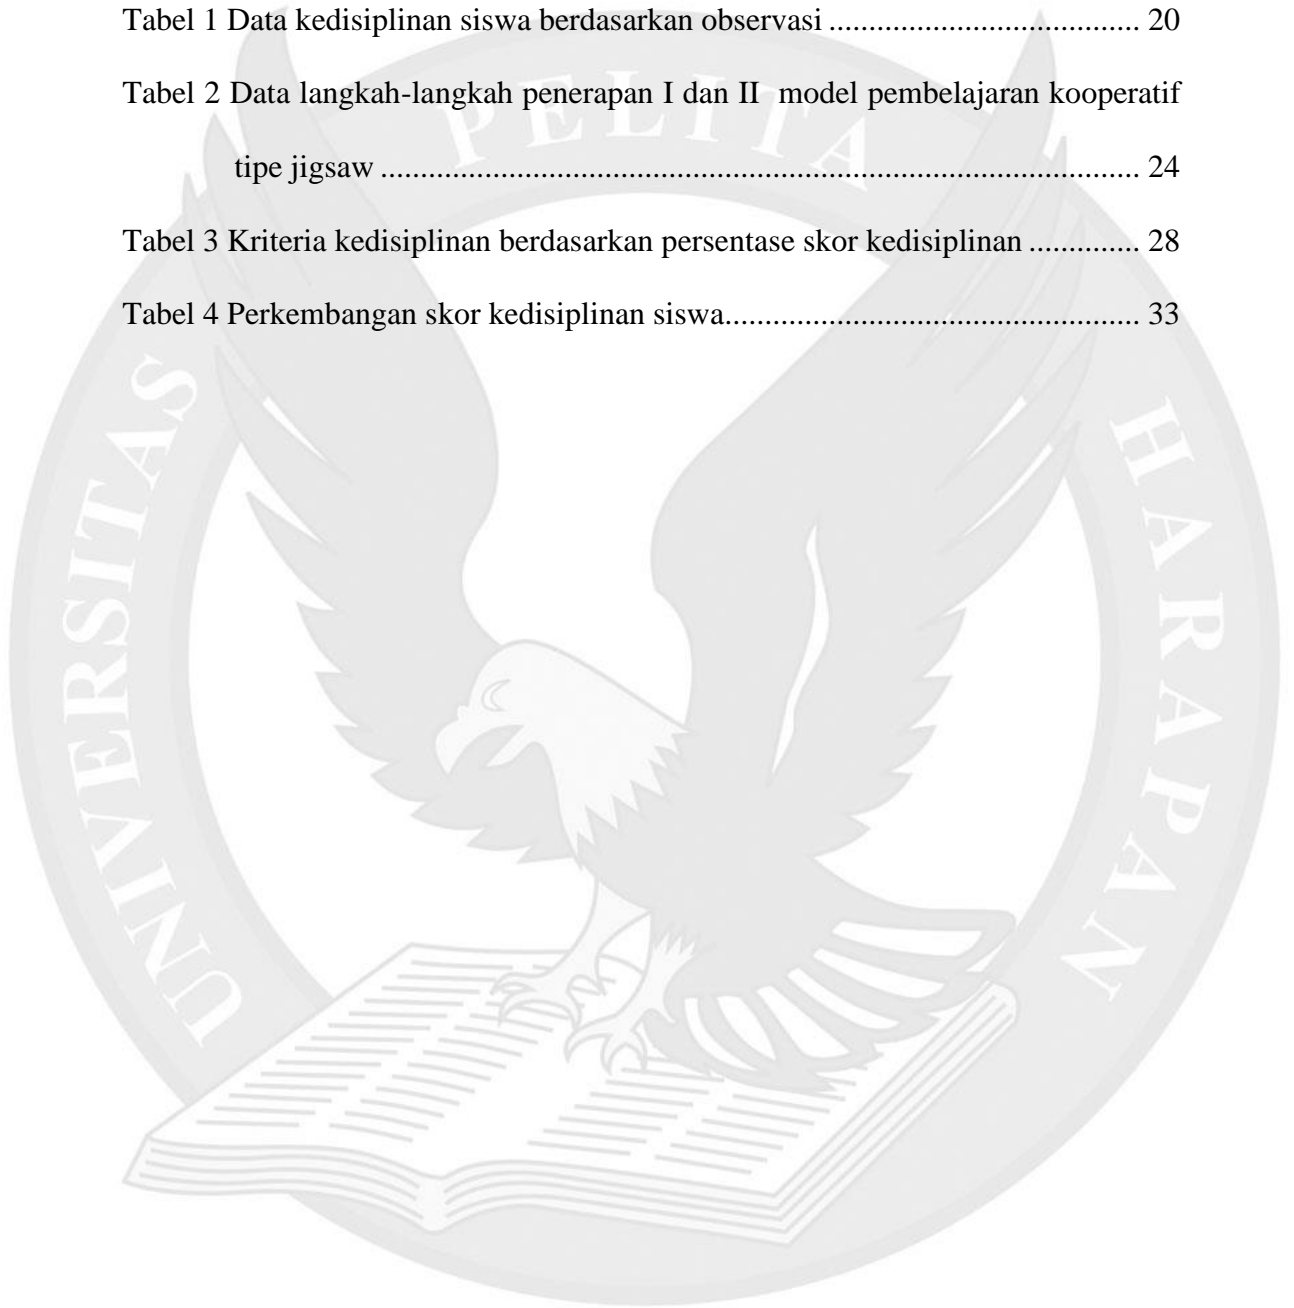 Tabel 1 Data kedisiplinan siswa berdasarkan observasi ....................................... 20
Tabel 2 Data langkah-langkah penerapan I dan II  model pembelajaran kooperatif
tipe jigsaw ............................................................................................... 24
Tabel 3 Kriteria kedisiplinan berdasarkan persentase skor kedisiplinan .............. 28
Tabel 4 Perkembangan skor kedisiplinan siswa.................................................... 33
UNIVERSITAS
PELITA
HARAPAN